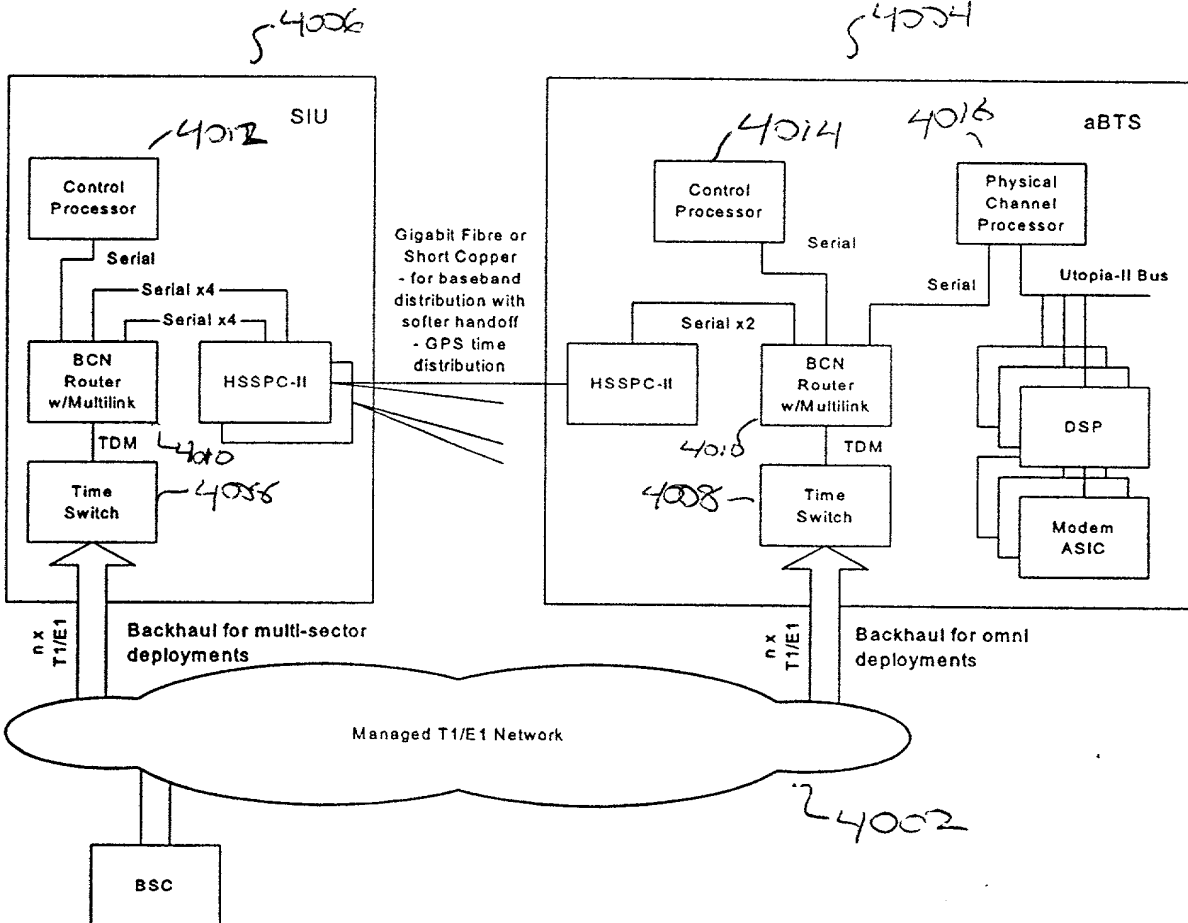 4006
4004
SIU
aBTS
4012
4014
4016
Control
Processor
Control
Processor
Physical
Channel
Processor
Serial
Serial x4
Serial x4
Gigabit Fibre or
Short Copper
- for baseband
distribution with
softer handoff
- GPS time
distribution
Serial
Serial
Utopia-II Bus
Serial x2
BCN
Router
w/Multilink
HSSPC-II
HSSPC-II
BCN
Router
w/Multilink
DSP
TDM
4010
4010
TDM
Time
Switch
4008
Time
Switch
Modem
ASIC
n x
T1/E1
Backhaul for multi-sector
deployments
n x
T1/E1
Backhaul for omni
deployments
Managed T1/E1 Network
4002
BSC